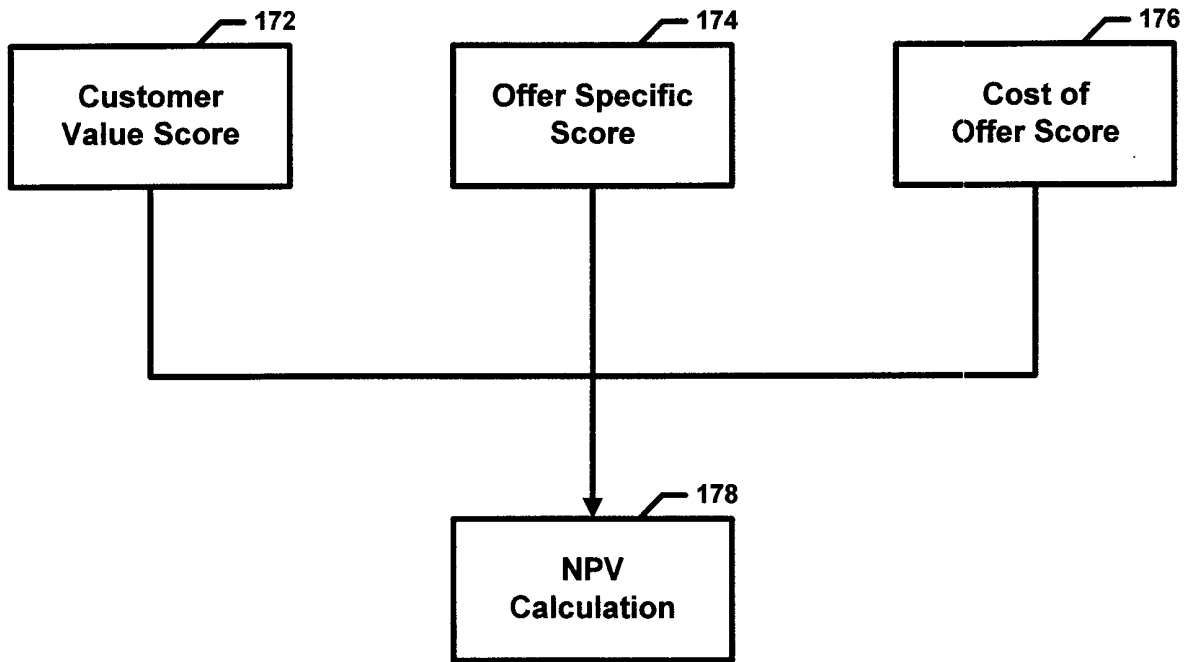 172
Customer
Value Score
174
Offer Specific
Score
176
Cost of
Offer Score
178
NPV
Calculation